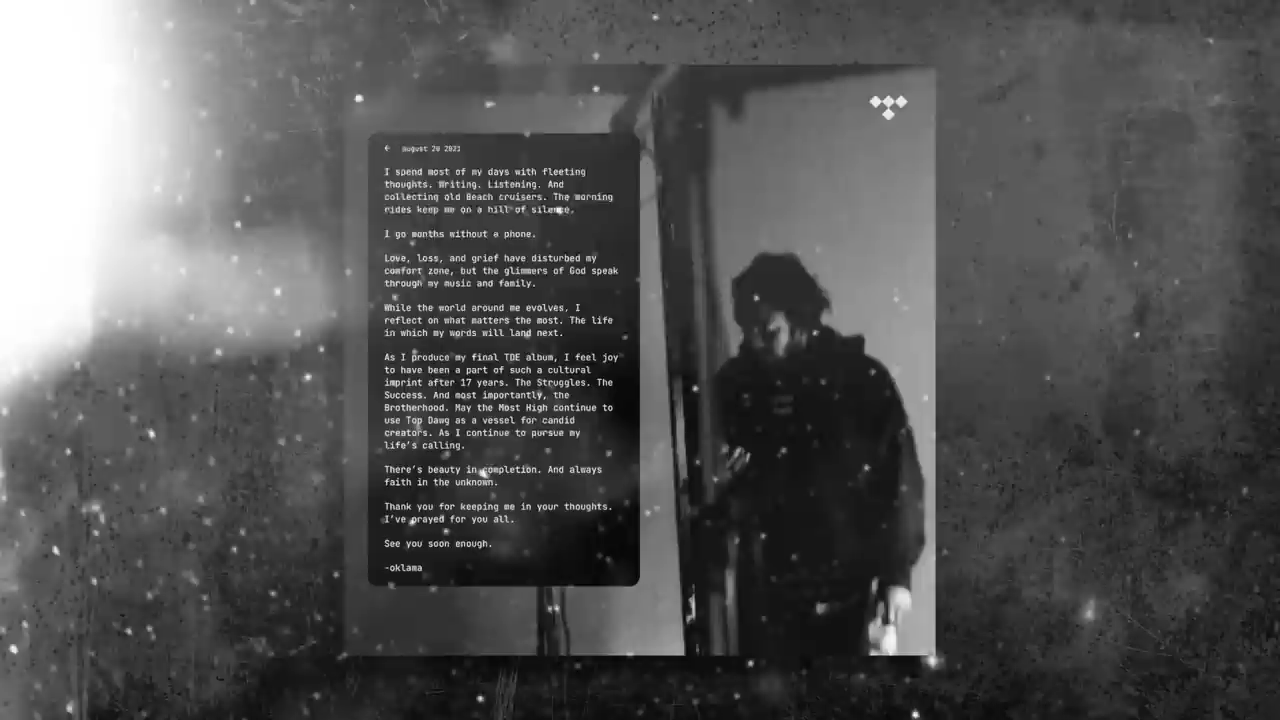 ← august 20 2021
I spend most of my days with fleeting
thoughts. Writing. Listening. And
collecting old Beach cruisers. The morning
rides keep me on a hill of silence.
I go months without a phone.
Love, loss, and grief have disturbed my
comfort zone, but the glimmers of God speak
through my music and family.
While the world around me evolves, I
reflect on what matters the most. The life
in which my words will land next.
As I produce my final TDE album, I feel joy
to have been a part of such a cultural
imprint after 17 years. The Struggles. The
Success. And most importantly, the
Brotherhood. May the Most High continue to
use Top Dawg as a vessel for candid
creators. As I continue to pursue my
life's calling.
There's beauty in completion. And always
faith in the unknown.
Thank you for keeping me in your thoughts.
I've prayed for you all.
See you soon enough.
-oklama